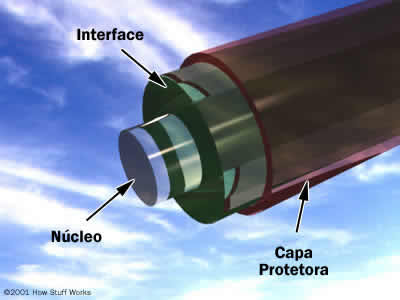 Interface
Núcleo
Capa
Protetora
©2001 How Stuff Works